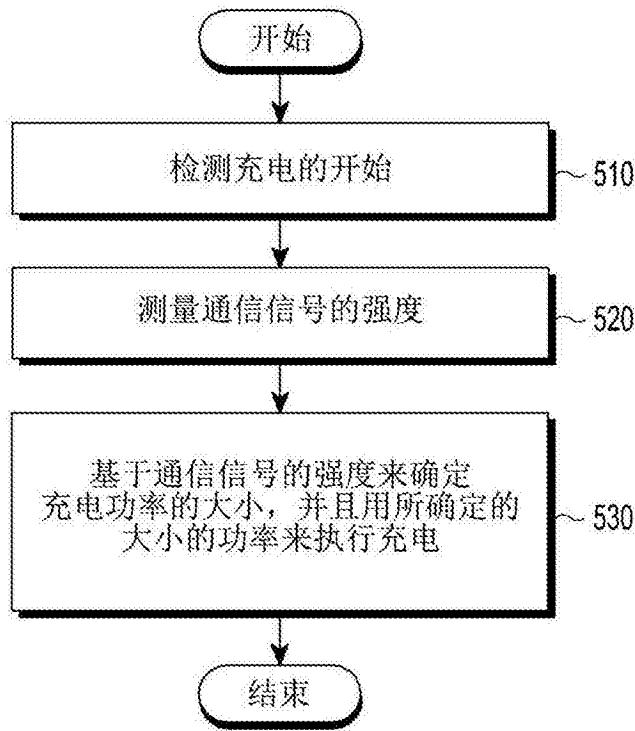 开始
检测充电的开始
510
测量通信信号的强度
520
基于通信信号的强度来确定
充电功率的大小，并且用所确定的
大小的功率来执行充电
530
结束